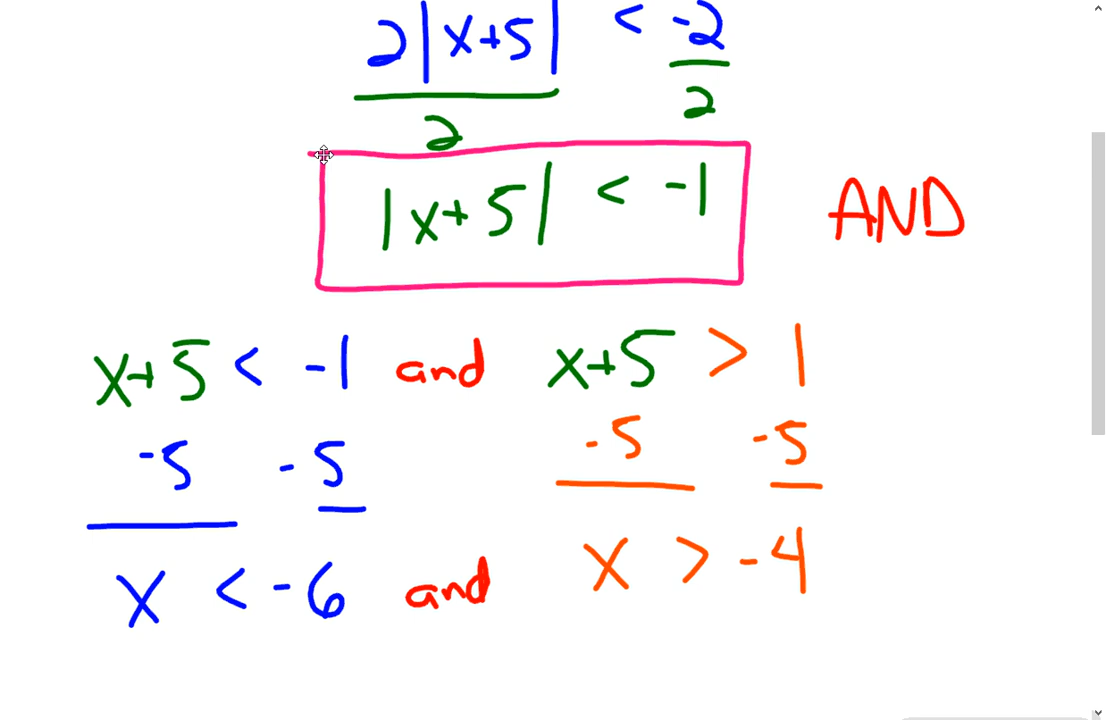 2|x+5| < -2
2 2
|x+5| < -1 AND
x+5 < -1 and x+5 > 1
-5 -5 -5 -5
x < -6 and x > -4